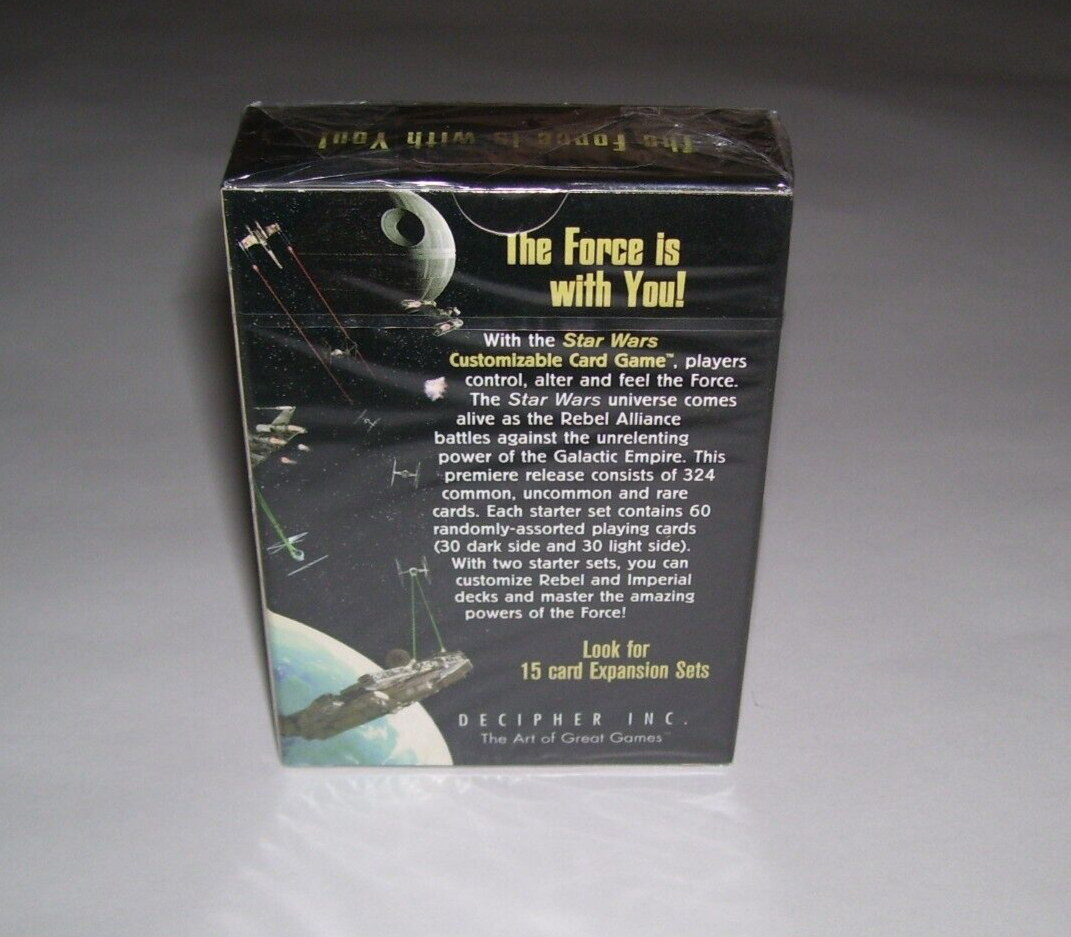 The Force is with You!
The Force is
with You!
With the Star Wars
Customizable Card Game™, players
control, alter and feel the Force.
The Star Wars universe comes
alive as the Rebel Alliance
battles against the unrelenting
power of the Galactic Empire. This
premiere release consists of 324
common, uncommon and rare
cards. Each starter set contains 60
randomly-assorted playing cards
(30 dark side and 30 light side).
With two starter sets, you can
customize Rebel and Imperial
decks and master the amazing
powers of the Force!
Look for
15 card Expansion Sets
DECIPHER INC.
The Art of Great Games™